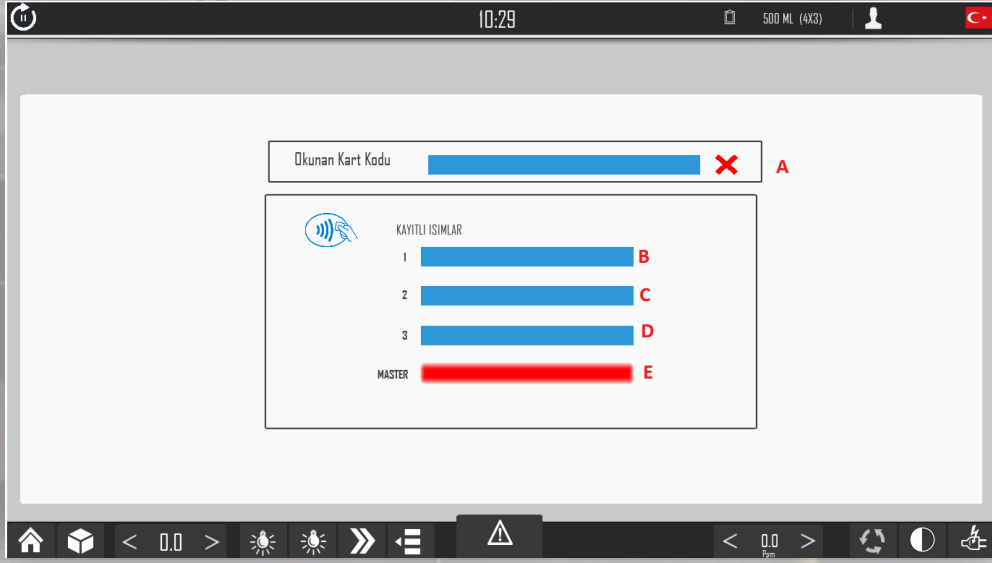 10:29
500 ML (4X3)
Okunan Kart Kodu
A
KAYITLI ISIMLAR
1
B
2
C
3
D
MASTER
E
< 0.0 >
< 0.0 >
Ppm